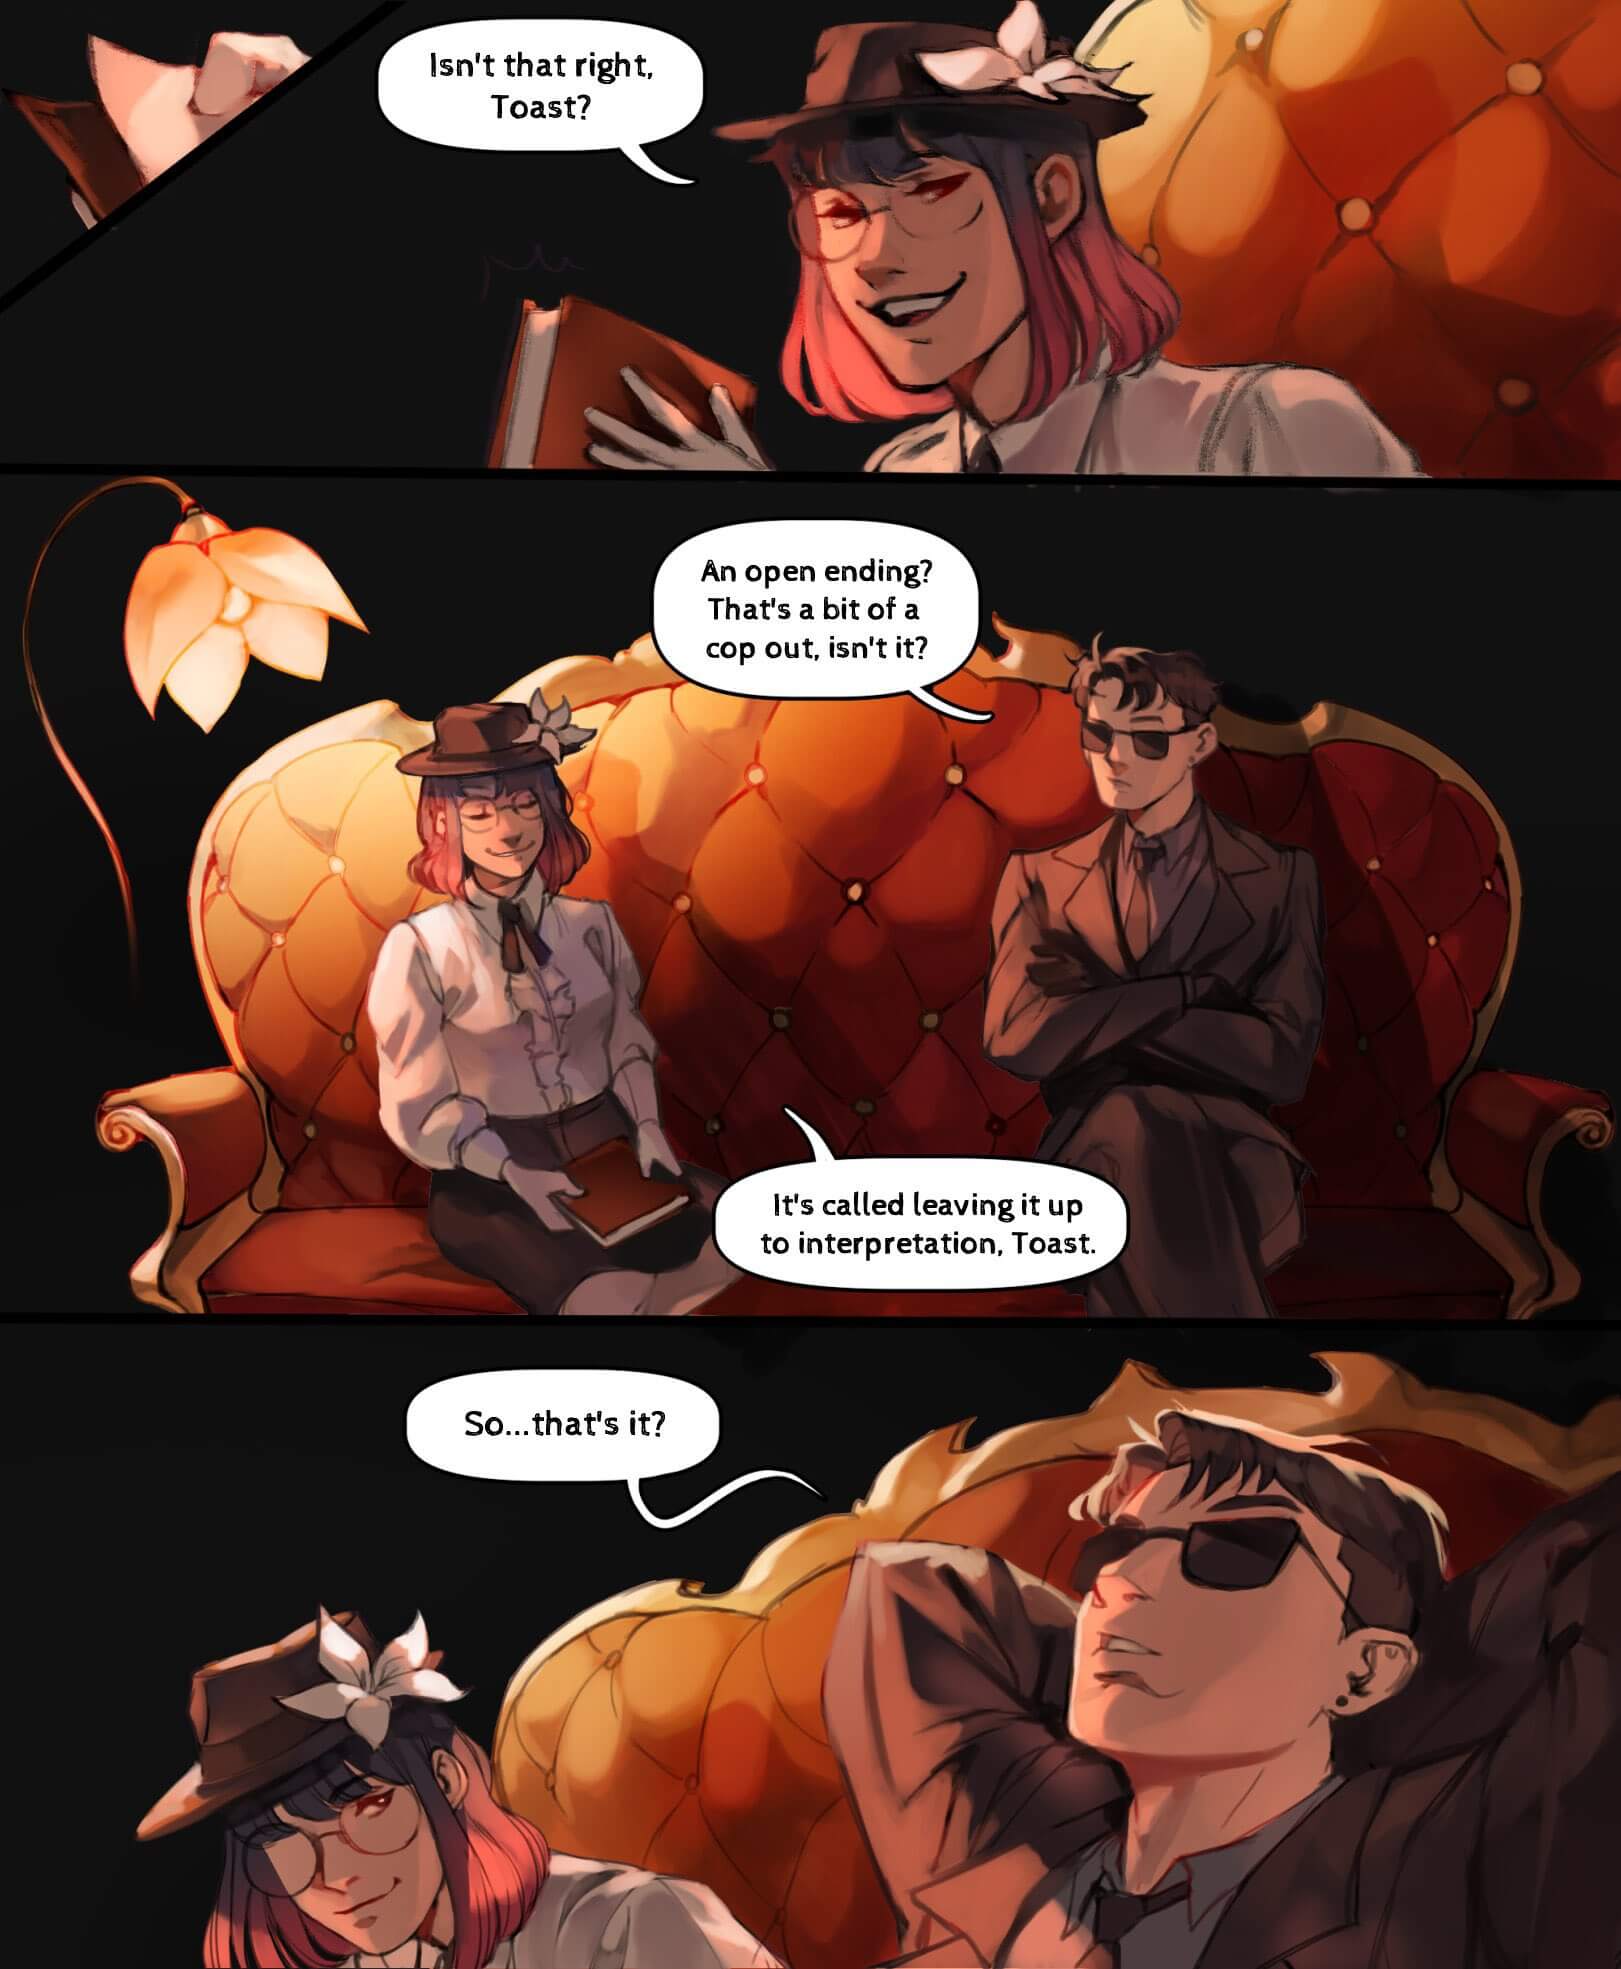 Isn't that right,
Toast?
An open ending?
That's a bit of a
cop out, isn't it?
It's called leaving it up
to interpretation, Toast.
So...that's it?